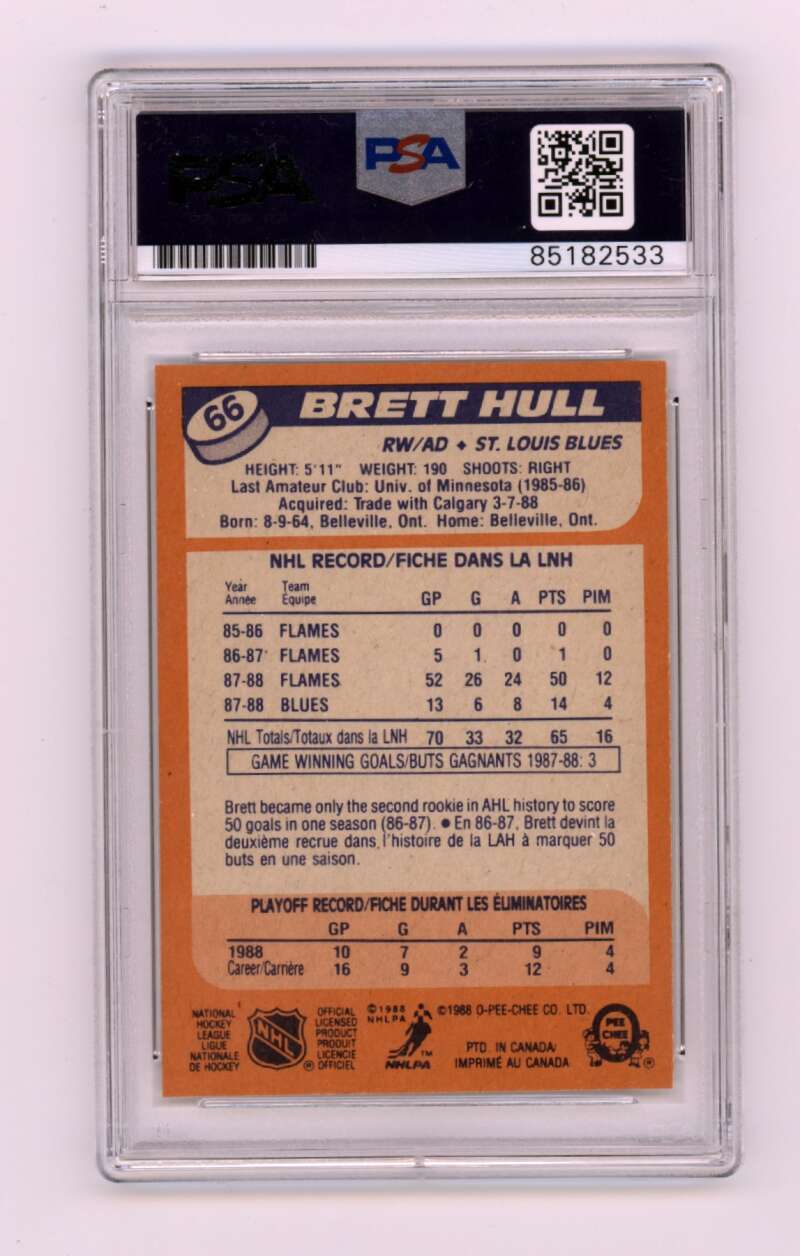 PSA
PSA
85182533
66
BRETT HULL
RW/AD ♦ ST. LOUIS BLUES
HEIGHT: 5'11" WEIGHT: 190 SHOOTS: RIGHT
Last Amateur Club: Univ. of Minnesota (1985-86)
Acquired: Trade with Calgary 3-7-88
Born: 8-9-64, Belleville, Ont. Home: Belleville, Ont.
NHL RECORD/FICHE DANS LA LNH
Year Team
Année Équipe GP G A PTS PIM
85-86 FLAMES 0 0 0 0 0
86-87 FLAMES 5 1 0 1 0
87-88 FLAMES 52 26 24 50 12
87-88 BLUES 13 6 8 14 4
NHL Totals/Totaux dans la LNH 70 33 32 65 16
GAME WINNING GOALS/BUTS GAGNANTS 1987-88: 3
Brett became only the second rookie in AHL history to score
50 goals in one season (86-87). ● En 86-87, Brett devint la
deuxième recrue dans l'histoire de la LAH à marquer 50
buts en une saison.
PLAYOFF RECORD/FICHE DURANT LES ÉLIMINATOIRES
GP G A PTS PIM
1988 10 7 2 9 4
Career/Carrière 16 9 3 12 4
NATIONAL
HOCKEY
LEAGUE
LIGUE
NATIONALE
DE HOCKEY
NHL
®
OFFICIAL
LICENSED
PRODUCT
PRODUIT
LICENCIE
OFFICIEL
©1988
NHLPA
™
NHLPA
©1988 O-PEE-CHEE CO. LTD.
PTD. IN CANADA/
IMPRIMÉ AU CANADA
O
PEE
CHEE
®